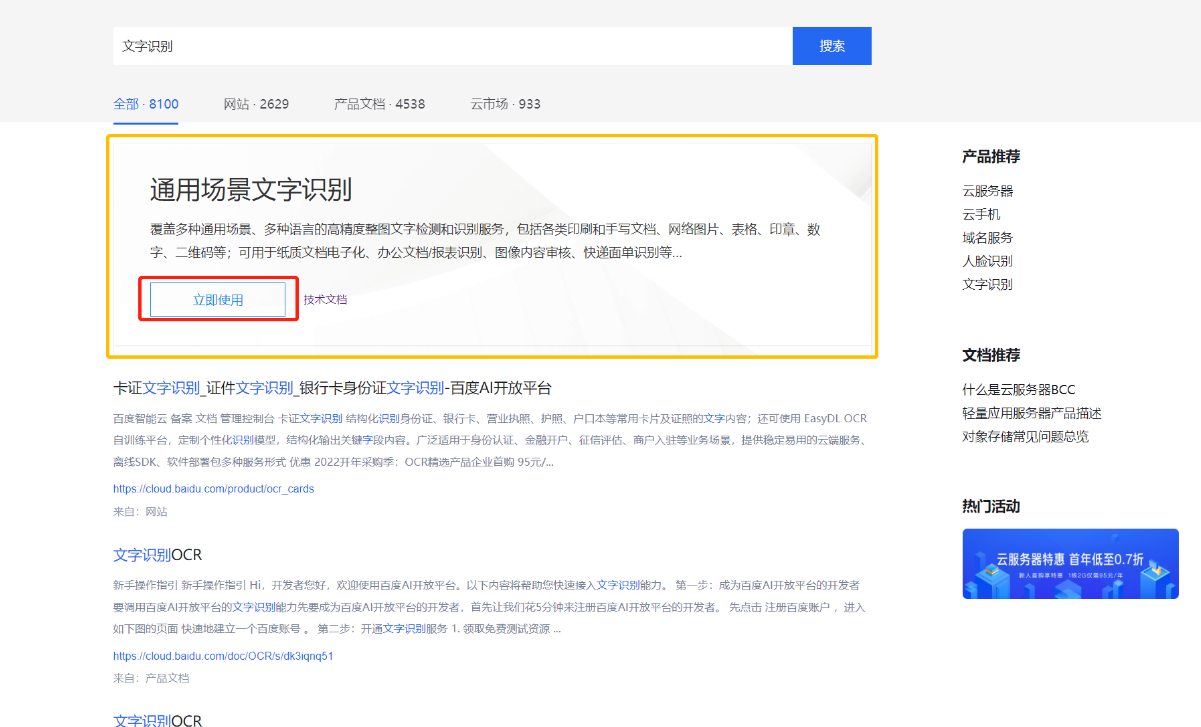 文字识别
搜索
全部 · 8100
网站 · 2629
产品文档 · 4538
云市场 · 933
通用场景文字识别
覆盖多种通用场景、多种语言的高精度整图文字检测和识别服务，包括各类印刷和手写文档、网络图片、表格、印章、数
字、二维码等；可用于纸质文档电子化、办公文档/报表识别、图像内容审核、快递面单识别等...
立即使用
技术文档
卡证文字识别_证件文字识别_银行卡身份证文字识别-百度AI开放平台
百度智能云 备案 文档 管理控制台 卡证文字识别 结构化识别身份证、银行卡、营业执照、护照、户口本等常用卡片及证照的文字内容；还可使用 EasyDL OCR
自训练平台，定制个性化识别模型，结构化输出关键字段内容。广泛适用于身份认证、金融开户、征信评估、商户入驻等业务场景，提供稳定易用的云端服务、
离线SDK、软件部署包多种服务形式 优惠 2022开年采购季：OCR精选产品企业首购 95元/...
https://cloud.baidu.com/product/ocr_cards
来自：网站
文字识别OCR
新手操作指引 新手操作指引 Hi，开发者您好，欢迎使用百度AI开放平台。以下内容将帮助您快速接入文字识别能力。 第一步：成为百度AI开放平台的开发者
要调用百度AI开放平台的文字识别能力先要成为百度AI开放平台的开发者，首先让我们花5分钟来注册百度AI开放平台的开发者。 先点击 注册百度账户 ，进入
如下图的页面 快速地建立一个百度账号 。 第二步：开通文字识别服务 1. 领取免费测试资源 ...
https://cloud.baidu.com/doc/OCR/s/dk3iqnq51
来自：产品文档
文字识别OCR
产品推荐
云服务器
云手机
域名服务
人脸识别
文字识别
文档推荐
什么是云服务器BCC
轻量应用服务器产品描述
对象存储常见问题总览
热门活动
云服务器特惠 首年低至0.7折
新人首购享特惠 1核2G仅需95元/年